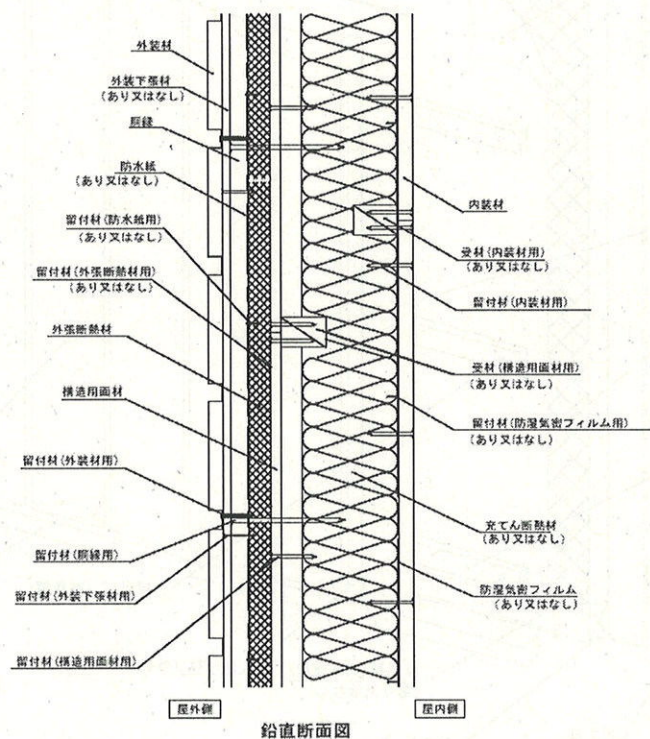 外装材
外装下張材
(あり又はなし)
胴縁
防水紙
(あり又はなし)
留付材(防水紙用)
(あり又はなし)
留付材(外張断熱材用)
(あり又はなし)
外張断熱材
構造用面材
留付材(外装材用)
留付材(胴縁用)
留付材(外装下張材用)
留付材(構造用面材用)
内装材
受材(内装材用)
(あり又はなし)
留付材(内装材用)
受材(構造用面材用)
(あり又はなし)
留付材(防湿気密フィルム用)
(あり又はなし)
充てん断熱材
(あり又はなし)
防湿気密フィルム
(あり又はなし)
屋外側
屋内側
鉛直断面図